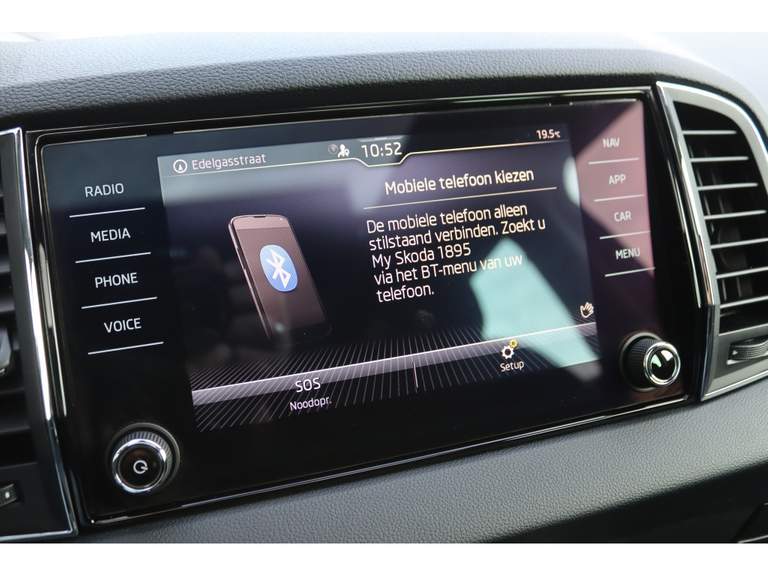 Edelgasstraat
10:52
19.5°C
RADIO
MEDIA
PHONE
VOICE
Mobiele telefoon kiezen
De mobiele telefoon alleen
stilstaand verbinden. Zoekt u
My Skoda 1895
via het BT-menu van uw
telefoon.
NAV
APP
CAR
MENU
SOS
Noodopr.
Setup